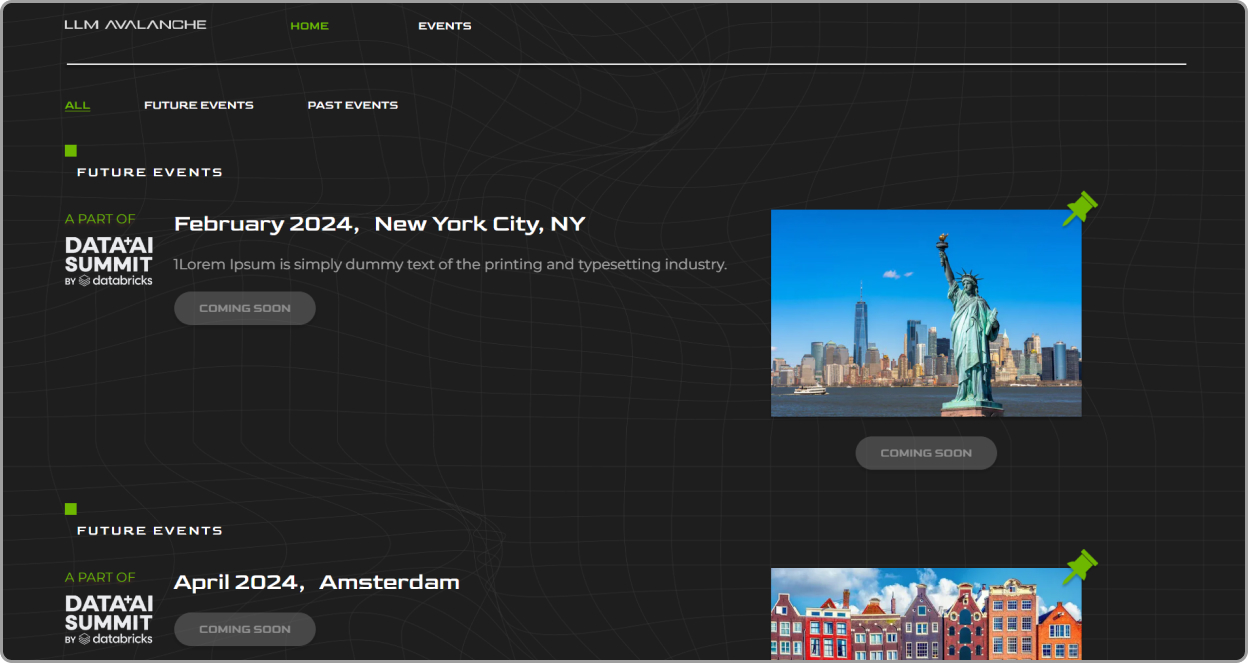 LLM AVALANCHE
HOME
EVENTS
ALL
FUTURE EVENTS
PAST EVENTS
FUTURE EVENTS
A PART OF
DATA+AI
SUMMIT
BY databricks
February 2024, New York City, NY
1Lorem Ipsum is simply dummy text of the printing and typesetting industry.
COMING SOON
COMING SOON
FUTURE EVENTS
A PART OF
DATA+AI
SUMMIT
BY databricks
April 2024, Amsterdam
COMING SOON